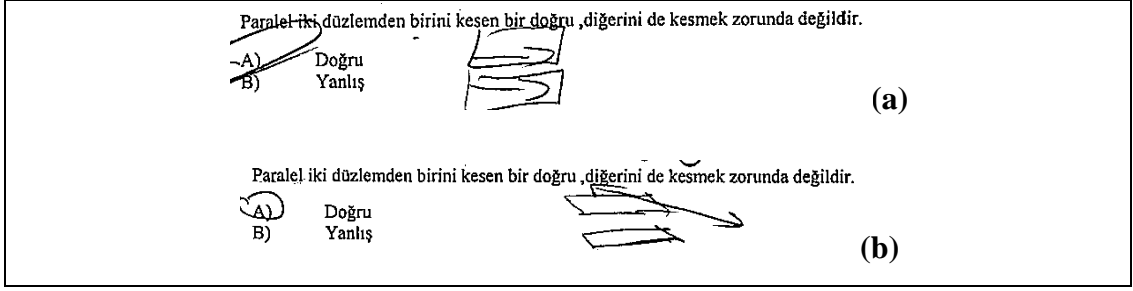 Paralel iki düzlemden birini kesen bir doğru ,diğerini de kesmek zorunda değildir.
A) Doğru
B) Yanlış
(a)
Paralel iki düzlemden birini kesen bir doğru ,diğerini de kesmek zorunda değildir.
A) Doğru
B) Yanlış
(b)